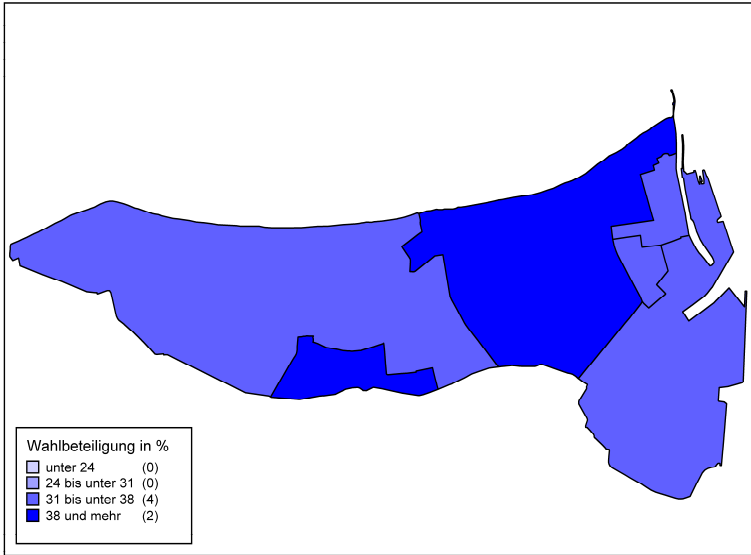 Wahlbeteiligung in %
unter 24 (0)
24 bis unter 31 (0)
31 bis unter 38 (4)
38 und mehr (2)